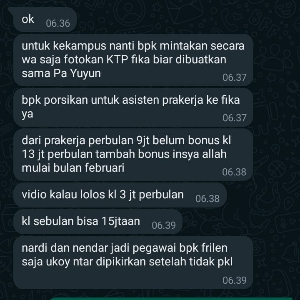 ok
06.36
untuk kekampus nanti bpk mintakan secara
wa saja fotokan KTP fika biar dibuatkan
sama Pa Yuyun
06.37
bpk porsikan untuk asisten prakerja ke fika
ya
06.37
dari prakerja perbulan 9jt belum bonus kl
13 jt perbulan tambah bonus insya allah
mulai bulan februari
06.38
vidio kalau lolos kl 3 jt perbulan 06.38
kl sebulan bisa 15jtaan 06.39
nardi dan nendar jadi pegawai bpk frilen
saja ukoy ntar dipikirkan setelah tidak pkl
06.39